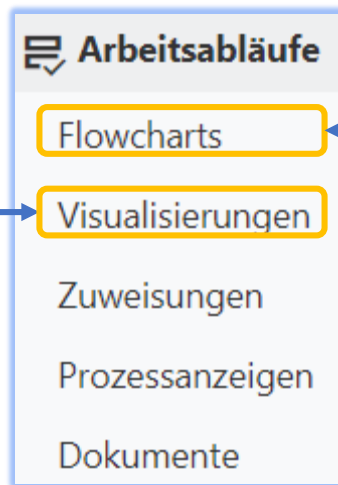 Arbeitsabläufe
Flowcharts
Visualisierungen
Zuweisungen
Prozessanzeigen
Dokumente